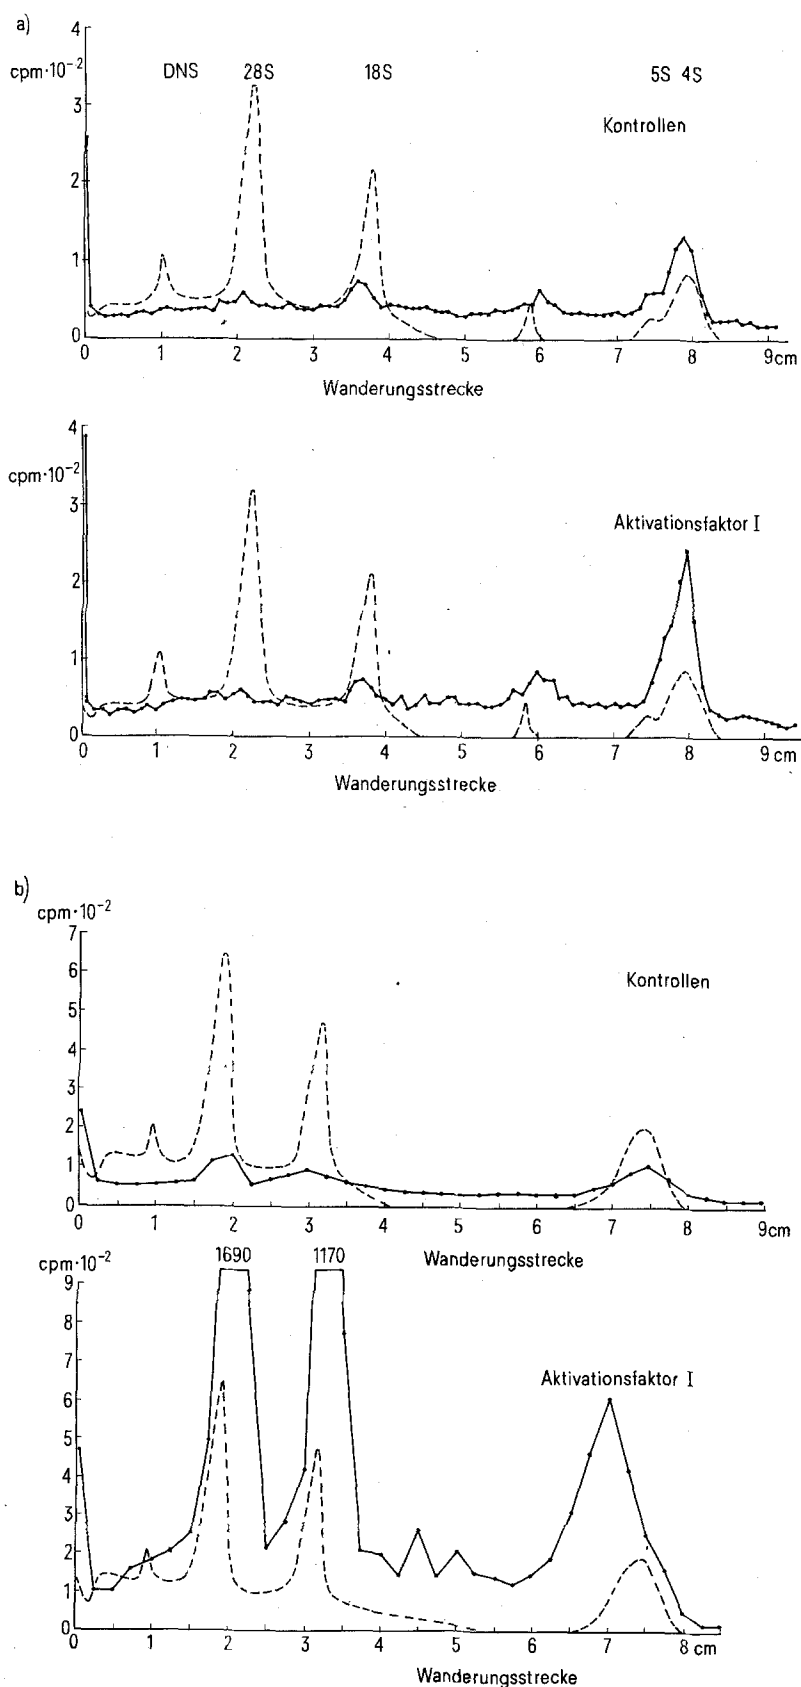 a)
4
cpm·10⁻²
DNS 28S 18S 5S 4S
3
Kontrollen
2
1
0
0 1 2 3 4 5 6 7 8 9cm
Wanderungsstrecke
4
cpm·10⁻²
3
Aktivationsfaktor I
2
1
0
0 1 2 3 4 5 6 7 8 9cm
Wanderungsstrecke
b)
cpm·10⁻²
7
6
Kontrollen
5
4
3
2
1
0
0 1 2 3 4 5 6 7 8 9cm
Wanderungsstrecke
cpm·10⁻²
1690 1170
9
8
7
Aktivationsfaktor I
6
5
4
3
2
1
0
0 1 2 3 4 5 6 7 8 cm
Wanderungsstrecke